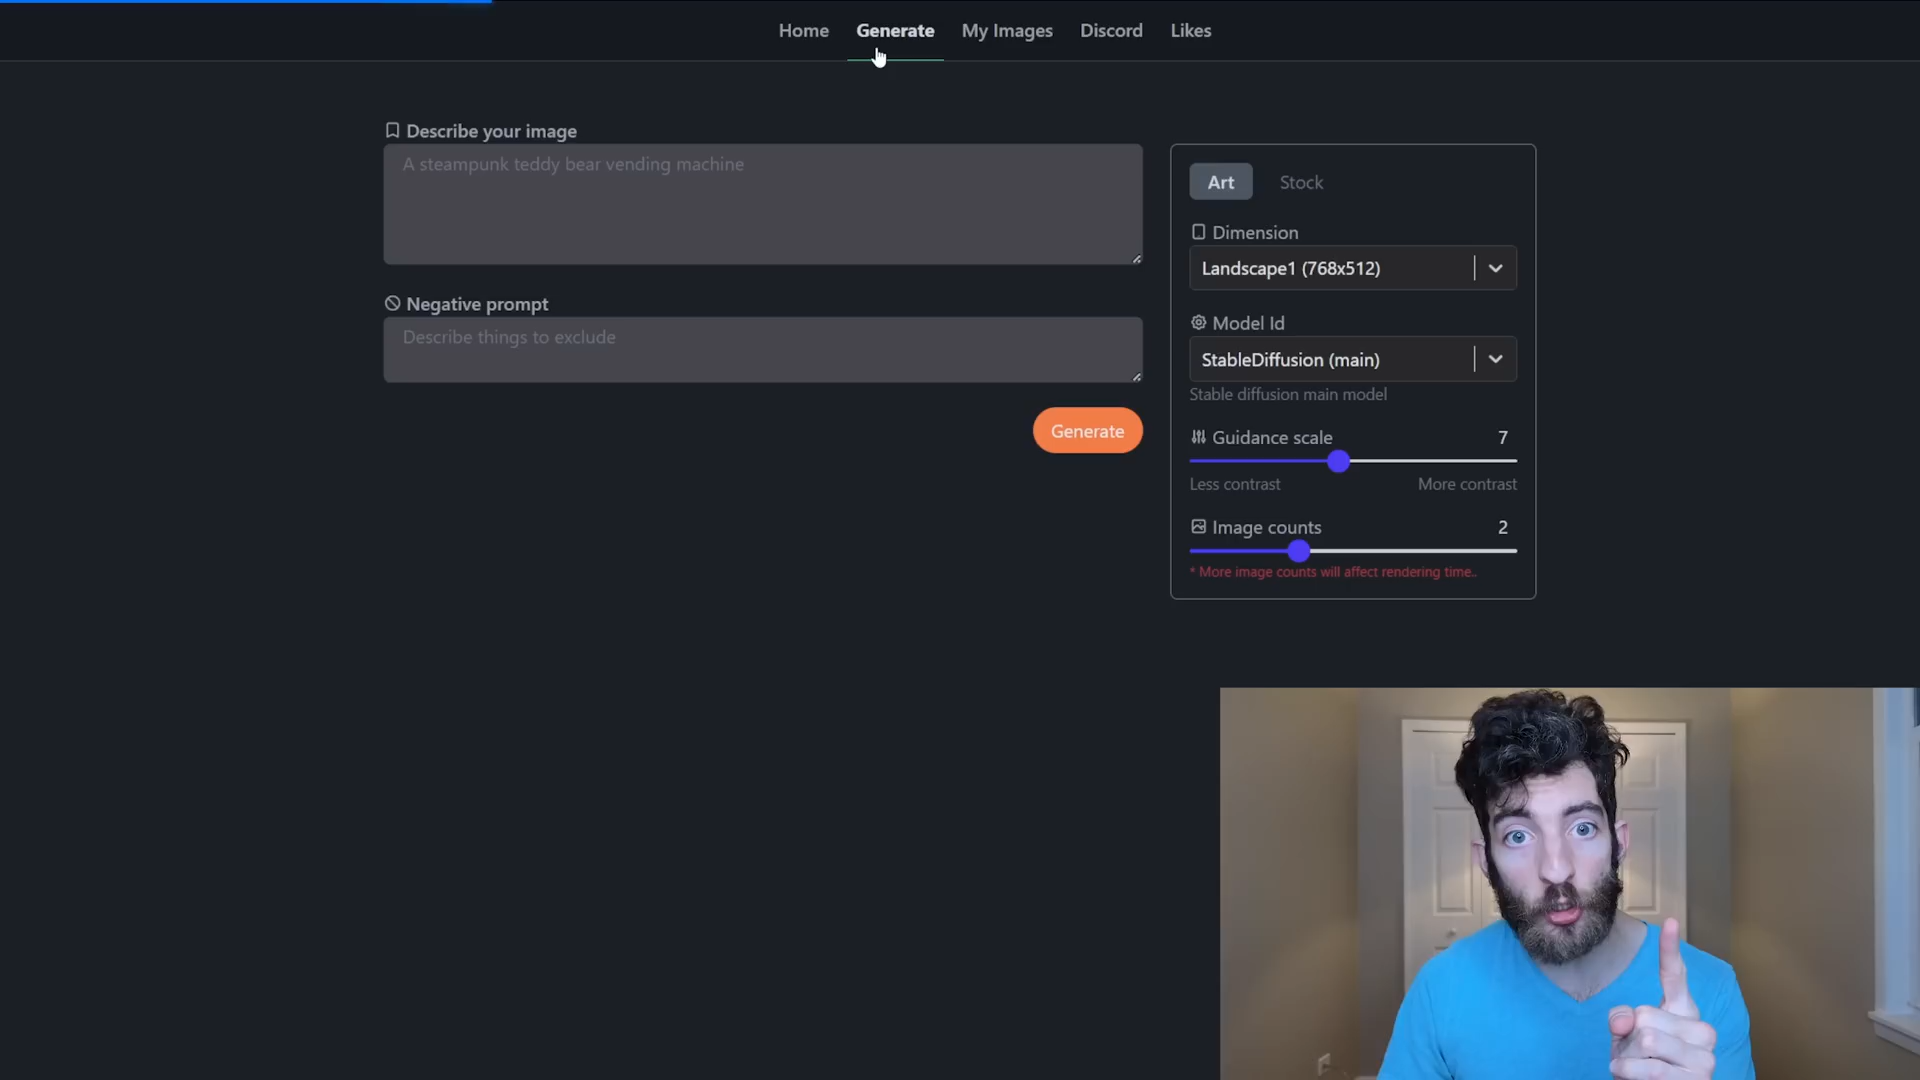 Home Generate My Images Discord Likes
Describe your image
A steampunk teddy bear vending machine
Negative prompt
Describe things to exclude
Generate
Art Stock
Dimension
Landscape1 (768x512)
Model Id
StableDiffusion (main)
Stable diffusion main model
Guidance scale 7
Less contrast More contrast
Image counts 2
* More image counts will affect rendering time..